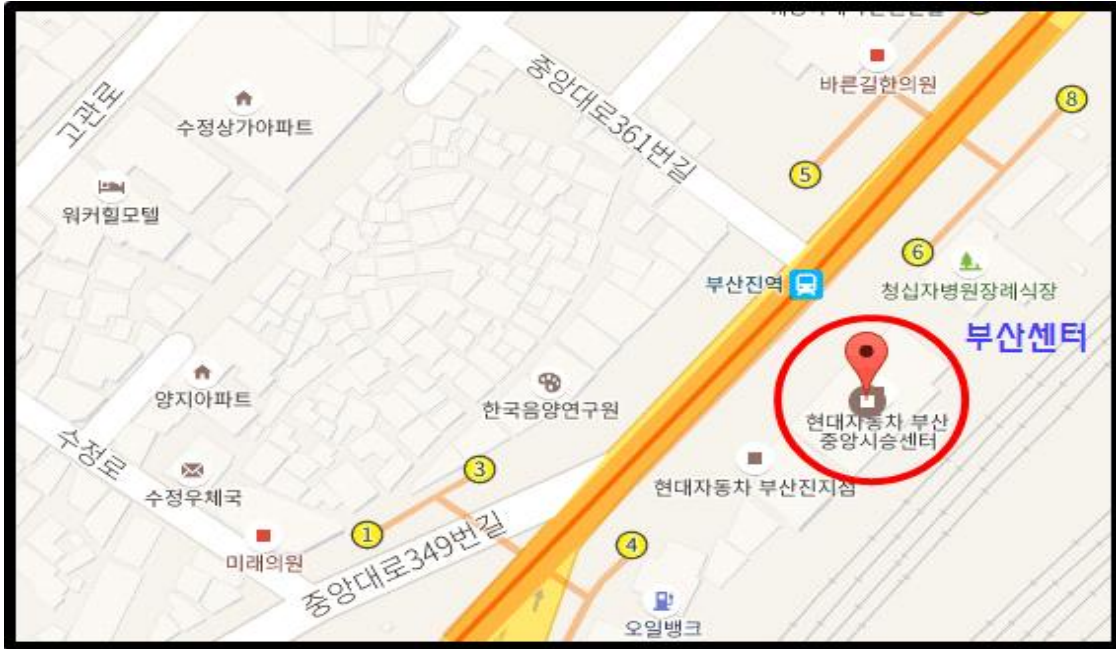 바른길한의원
8
고관로
수정상가아파트
중앙대로361번길
5
워커힐모텔
6
부산진역
청십자병원장례식장
부산센터
양지아파트
한국음양연구원
현대자동차 부산
중앙시승센터
수정로
3
수정우체국
현대자동차 부산진지점
1
미래의원
중앙대로349번길
4
오일뱅크